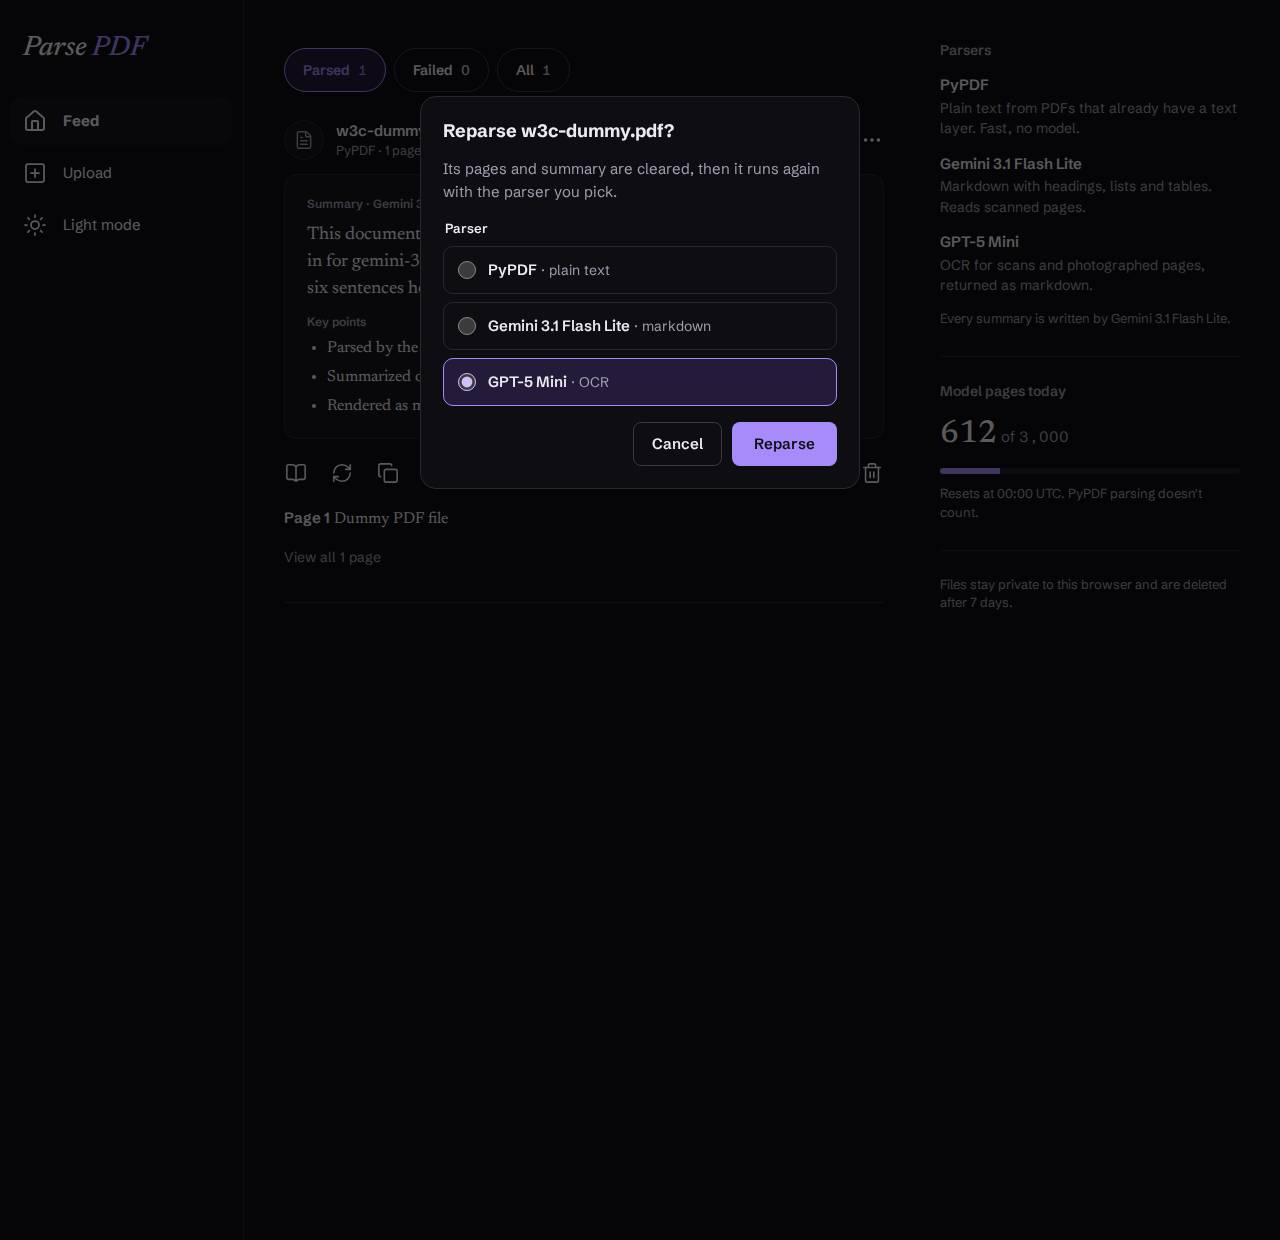 Parse PDF
Feed
Upload
Light mode
Parsed 1
Failed 0
All 1
w3c-dummy
PyPDF · 1 page
Summary · Gemini 3
This document
in for gemini-3
six sentences
Key points
Parsed by the
Summarized
Rendered as
Page 1 Dummy PDF file
View all 1 page
Reparse w3c-dummy.pdf?
Its pages and summary are cleared, then it runs again
with the parser you pick.
Parser
PyPDF · plain text
Gemini 3.1 Flash Lite · markdown
GPT-5 Mini · OCR
Cancel
Reparse
Parsers
PyPDF
Plain text from PDFs that already have a text
layer. Fast, no model.
Gemini 3.1 Flash Lite
Markdown with headings, lists and tables.
Reads scanned pages.
GPT-5 Mini
OCR for scans and photographed pages,
returned as markdown.
Every summary is written by Gemini 3.1 Flash Lite.
Model pages today
612 of 3,000
Resets at 00:00 UTC. PyPDF parsing doesn't
count.
Files stay private to this browser and are deleted
after 7 days.